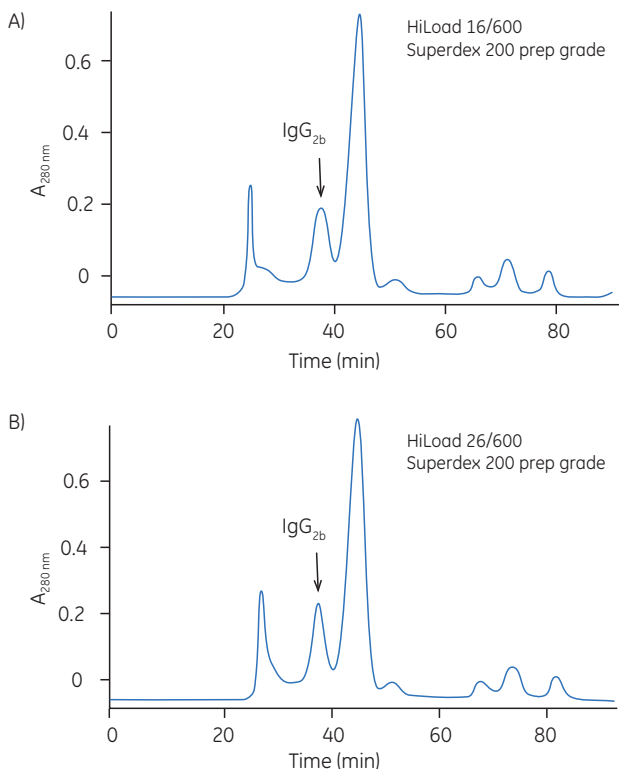 A)
HiLoad 16/600
Superdex 200 prep grade
0.6
0.4
0.2
0
A280 nm
IgG2b
0 20 40 60 80
Time (min)
B)
HiLoad 26/600
Superdex 200 prep grade
0.6
0.4
0.2
0
A280 nm
IgG2b
0 20 40 60 80
Time (min)